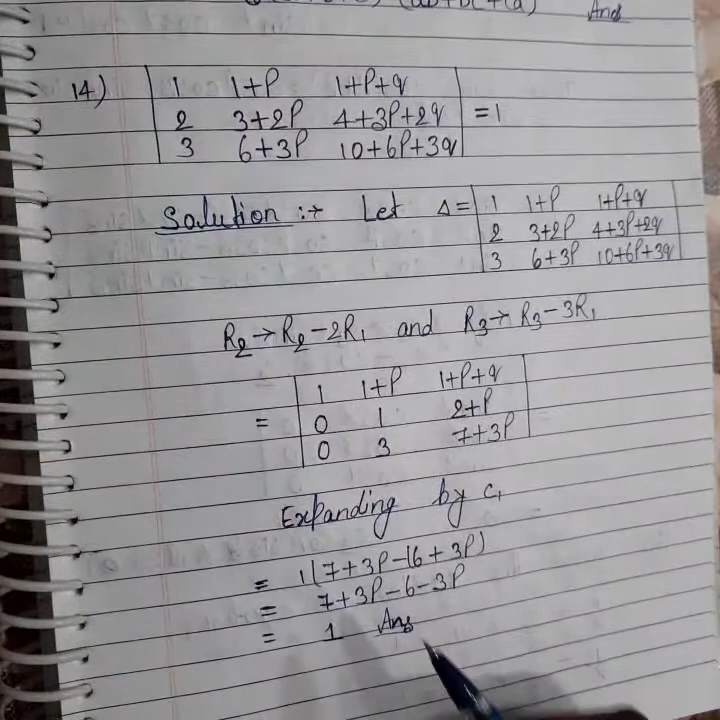 (ab+bc+ca) Ans
14) | 1 1+P 1+P+q |
| 2 3+2P 4+3P+2q | = 1
| 3 6+3P 10+6P+3q |
Solution :→ Let Δ = | 1 1+P 1+P+q |
| 2 3+2P 4+3P+2q |
| 3 6+3P 10+6P+3q |
R2→R2-2R1 and R3→R3-3R1
= | 1 1+P 1+P+q |
| 0 1 2+P |
| 0 3 7+3P |
Expanding by C1
= 1(7+3P-(6+3P)
= 7+3P-6-3P
= 1 Ans